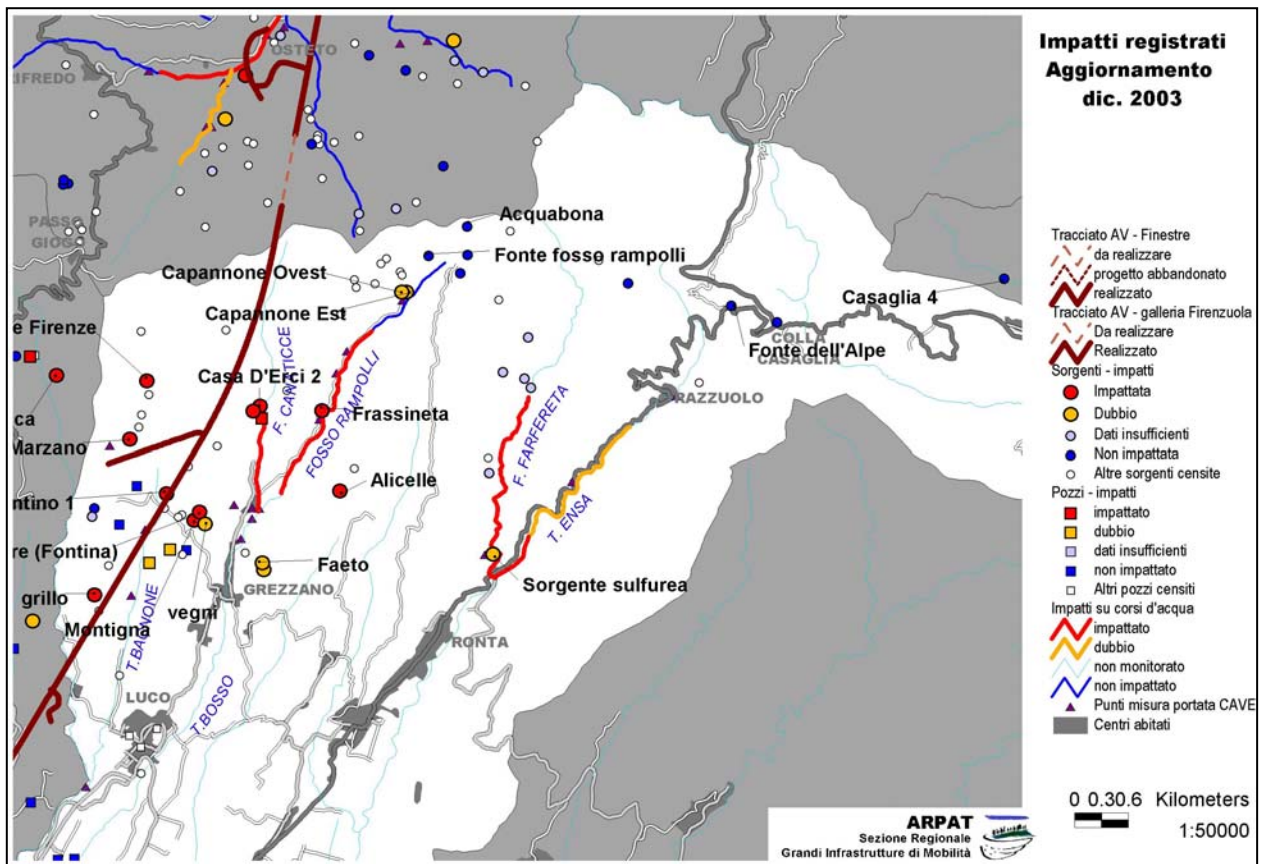 Impatti registrati
Aggiornamento
dic. 2003
OSTETO
RIFREDO
PASSO
GIOGO
Acquabona
Fonte fosso rampolli
Capannone Ovest
Capannone Est
Casaglia 4
e Firenze
Fonte dell'Alpe
COLLA
CASAGLIA
Casa D'Erci 2
F. CANATICCE
FOSSO RAMPOLLI
Frassineta
RAZZUOLO
ca
Marzano
F. FARFERETA
Alicelle
ntino 1
T. ENSA
re (Fontina)
Faeto
GREZZANO
Sorgente sulfurea
grillo
Montigna
vegni
T.BAGNONE
RONTA
LUCO
T.BOSSO
Tracciato AV - Finestre
da realizzare
progetto abbandonato
realizzato
Tracciato AV - galleria Firenzuola
Da realizzare
Realizzato
Sorgenti - impatti
Impattata
Dubbio
Dati insufficienti
Non impattata
Altre sorgenti censite
Pozzi - impatti
impattato
dubbio
dati insufficienti
non impattato
Altri pozzi censiti
Impatti su corsi d'acqua
impattato
dubbio
non monitorato
non impattato
Punti misura portata CAVE
Centri abitati
0 0.30.6 Kilometers
1:50000
ARPAT
Sezione Regionale
Grandi Infrastrutture di Mobilità